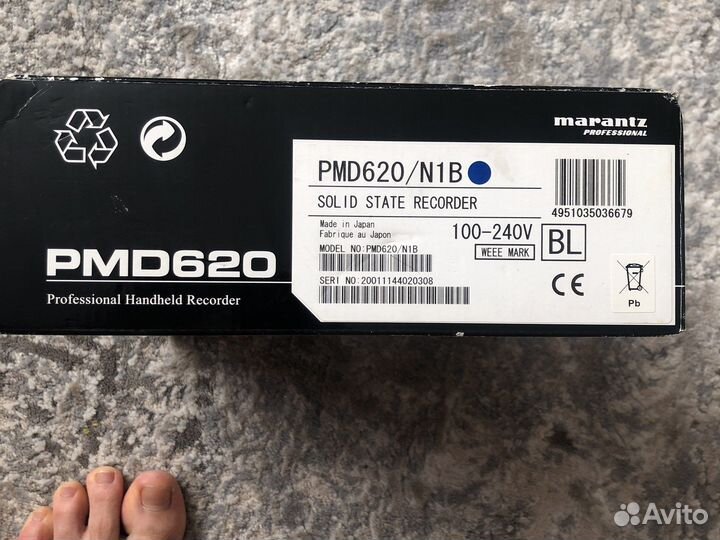 marantz
PROFESSIONAL
PMD620/N1B
SOLID STATE RECORDER
4951035036679
Made in Japan
Fabrique au Japon
100-240V
BL
MODEL NO:PMD620/N1B
WEEE MARK
SERI NO:20011144020308
CE
Pb
PMD620
Professional Handheld Recorder
Avito